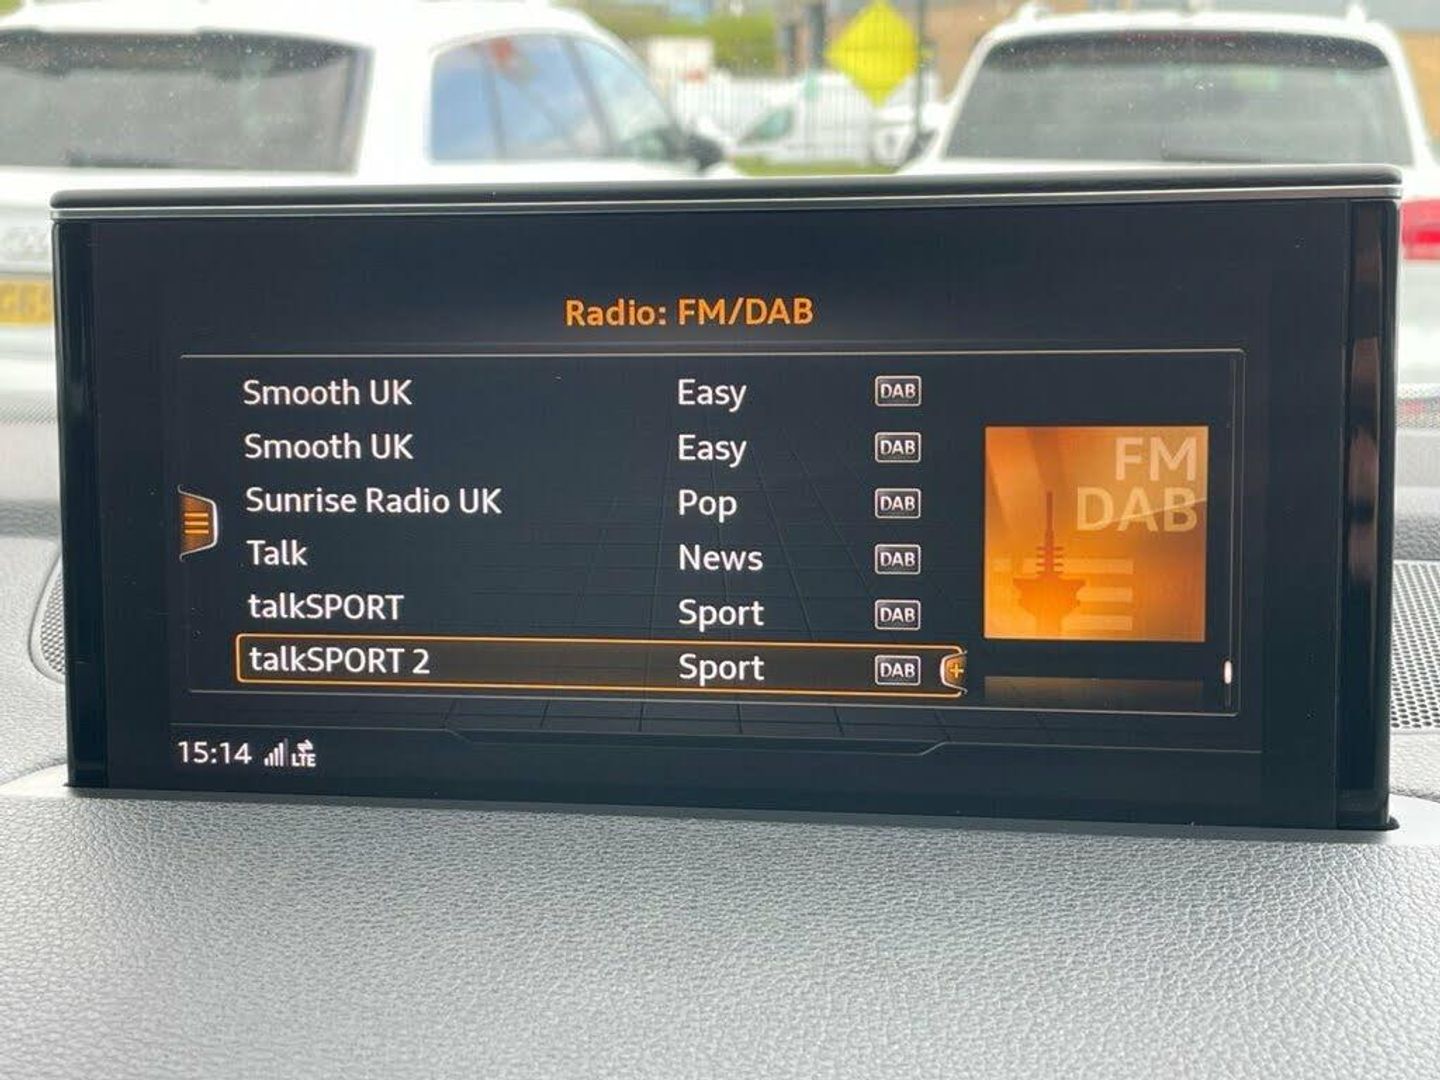 Radio: FM/DAB
Smooth UK Easy DAB
Smooth UK Easy DAB
Sunrise Radio UK Pop DAB
Talk News DAB
talkSPORT Sport DAB
talkSPORT 2 Sport DAB +
FM
DAB
15:14 LTE